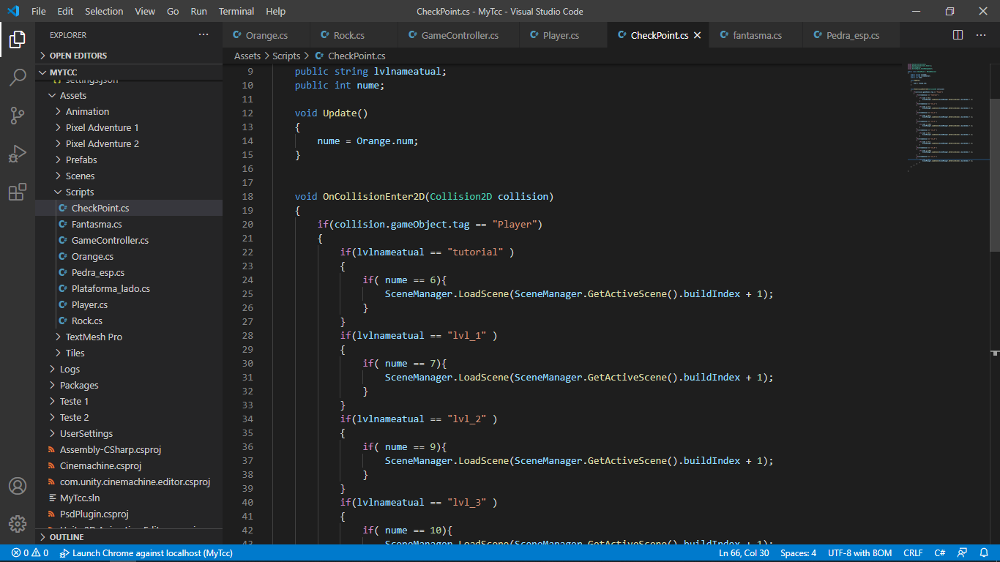 File Edit Selection View Go Run Terminal Help
CheckPoint.cs - MyTcc - Visual Studio Code
EXPLORER
OPEN EDITORS
MYTCC
settings.json
Assets
Animation
Pixel Adventure 1
Pixel Adventure 2
Prefabs
Scenes
Scripts
CheckPoint.cs
Fantasma.cs
GameController.cs
Orange.cs
Pedra_esp.cs
Plataforma_lado.cs
Player.cs
Rock.cs
TextMesh Pro
Tiles
Logs
Packages
Teste 1
Teste 2
UserSettings
Assembly-CSharp.csproj
Cinemachine.csproj
com.unity.cinemachine.editor.csproj
MyTcc.sln
PsdPlugin.csproj
OUTLINE
Orange.cs Rock.cs GameController.cs Player.cs CheckPoint.cs fantasma.cs Pedra_esp.cs
Assets > Scripts > CheckPoint.cs
9 public string lvlnameatual;
10 public int nume;
11
12 void Update()
13 {
14 nume = Orange.num;
15 }
16
17
18 void OnCollisionEnter2D(Collision2D collision)
19 {
20 if(collision.gameObject.tag == "Player")
21 {
22 if(lvlnameatual == "tutorial" )
23 {
24 if( nume == 6){
25 SceneManager.LoadScene(SceneManager.GetActiveScene().buildIndex + 1);
26 }
27 }
28 if(lvlnameatual == "lvl_1" )
29 {
30 if( nume == 7){
31 SceneManager.LoadScene(SceneManager.GetActiveScene().buildIndex + 1);
32 }
33 }
34 if(lvlnameatual == "lvl_2" )
35 {
36 if( nume == 9){
37 SceneManager.LoadScene(SceneManager.GetActiveScene().buildIndex + 1);
38 }
39 }
40 if(lvlnameatual == "lvl_3" )
41 {
42 if( nume == 10){
43 SceneManager.LoadScene(SceneManager.GetActiveScene().buildIndex + 1);
0 0 Launch Chrome against localhost (MyTcc)
Ln 66, Col 30 Spaces: 4 UTF-8 with BOM CRLF C#